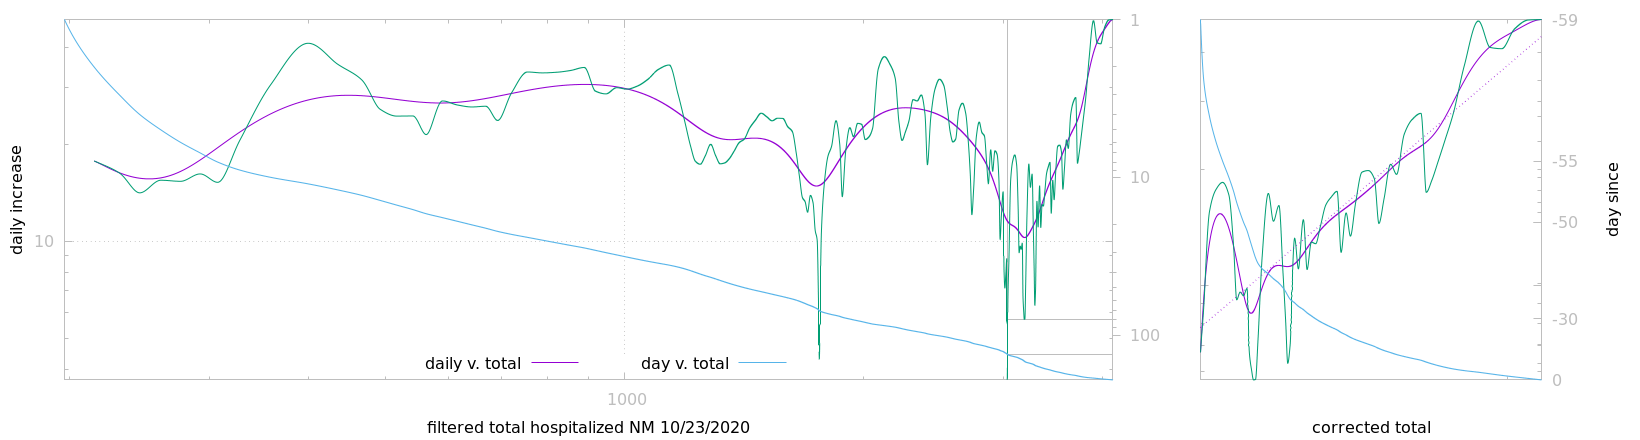 daily increase
10
1
10
100
daily v. total
day v. total
1000
filtered total hospitalized NM 10/23/2020
-59
-55
-50
-30
0
day since
corrected total